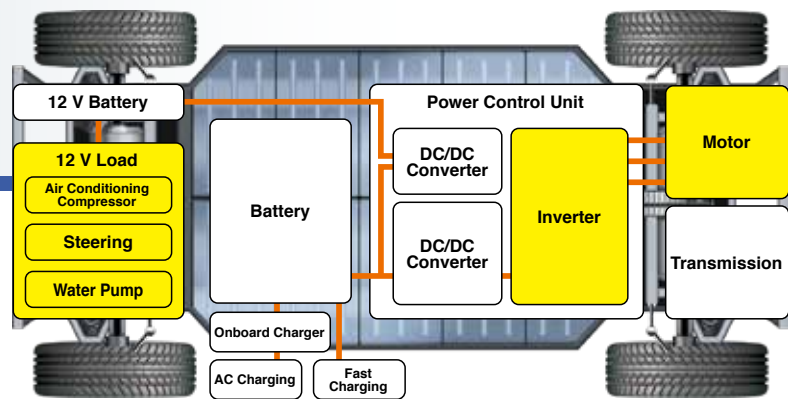 12 V Battery
12 V Load
Air Conditioning
Compressor
Steering
Water Pump
Battery
Onboard Charger
AC Charging
Fast
Charging
Power Control Unit
DC/DC
Converter
DC/DC
Converter
Inverter
Motor
Transmission